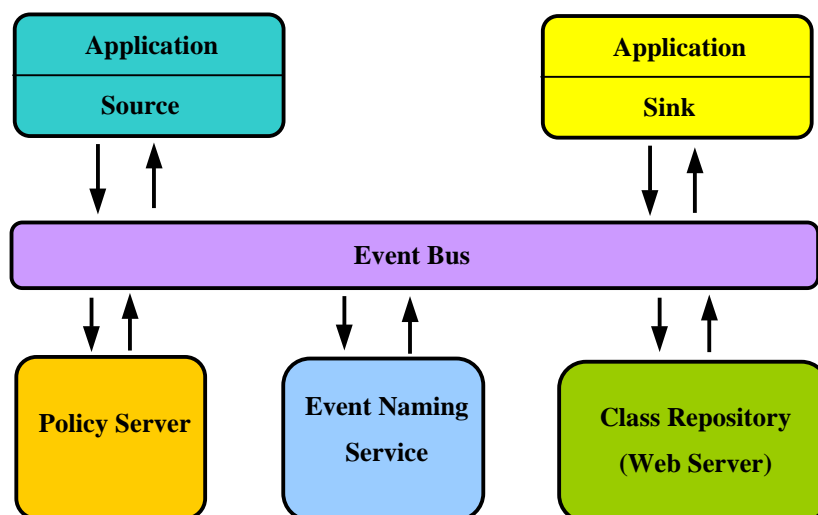 Application
Source
Application
Sink
Event Bus
Policy Server
Event Naming
Service
Class Repository
(Web Server)